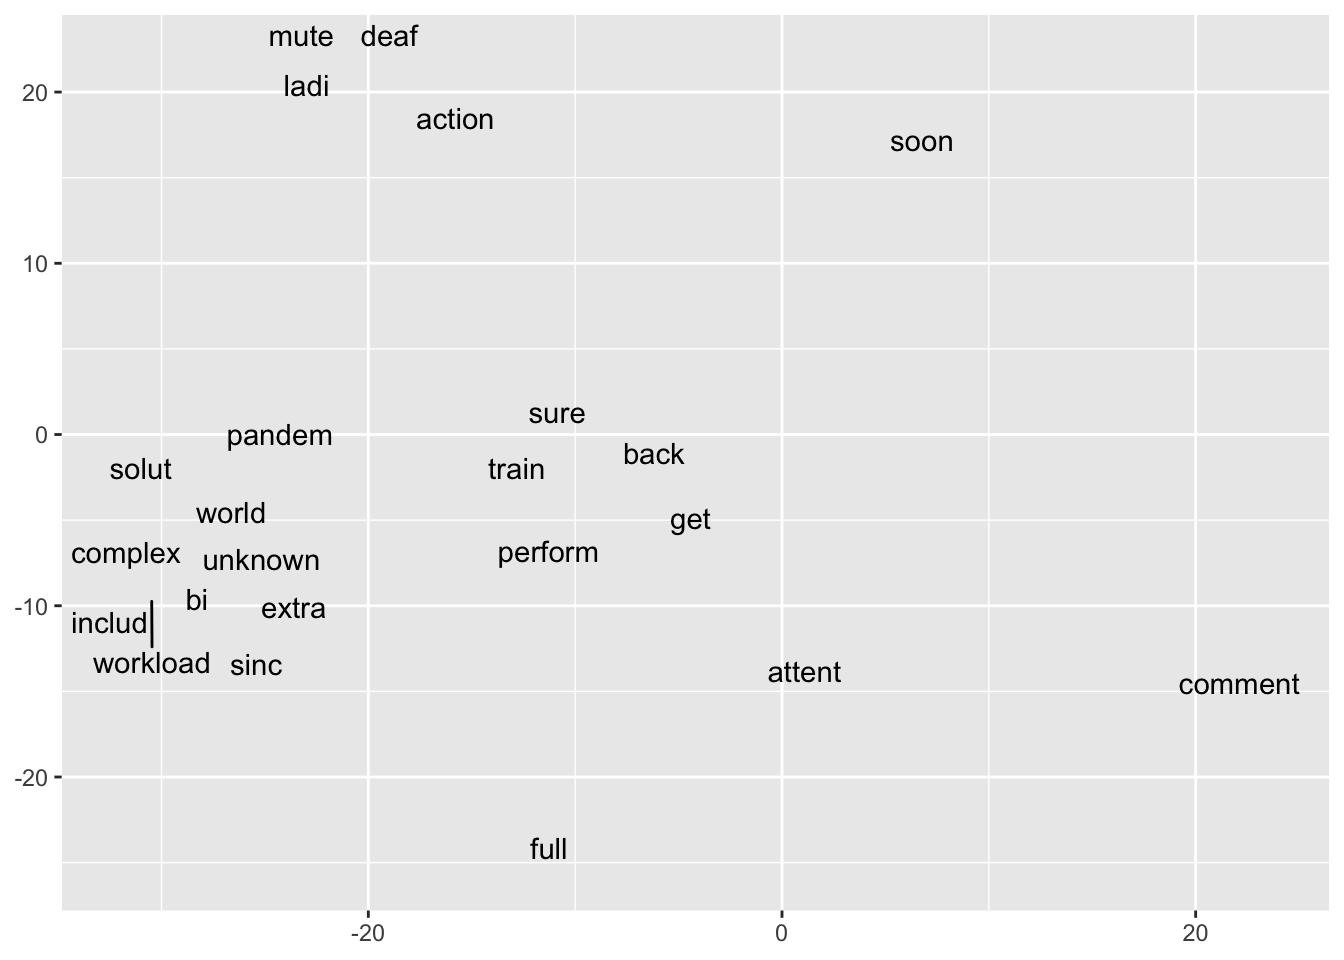 mute deaf
20 ladi
action
soon
10
sure
0 pandem
back
solut train
world
get
complex unknown perform
bi
-10 extra
includ
workload sinc
attent
comment
-20
full
-20 0 20